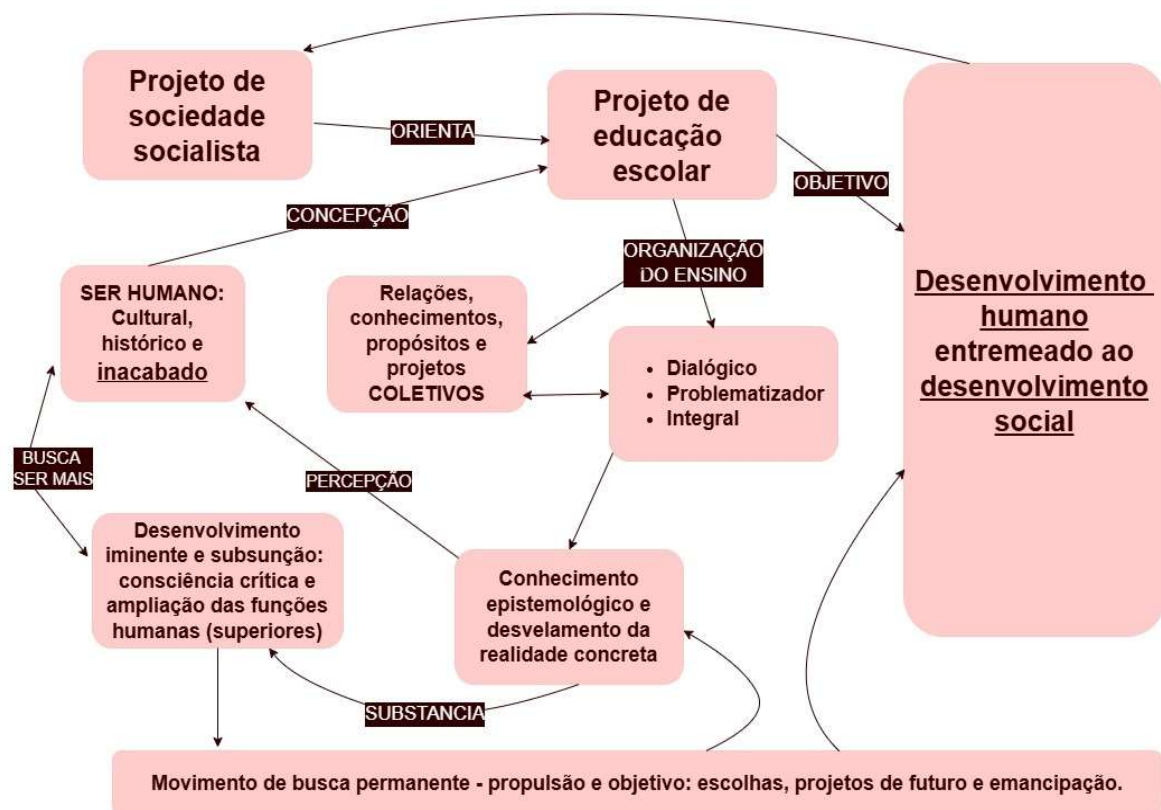 Projeto de
sociedade
socialista
ORIENTA
Projeto de
educação
escolar
OBJETIVO
CONCEPÇÃO
ORGANIZAÇÃO
DO ENSINO
SER HUMANO:
Cultural,
histórico e
inacabado
Relações,
conhecimentos,
propósitos e
projetos
COLETIVOS
• Dialógico
• Problematizador
• Integral
Desenvolvimento
humano
entremeado ao
desenvolvimento
social
BUSCA
SER MAIS
PERCEPÇÃO
Desenvolvimento
iminente e subsunção:
consciência crítica e
ampliação das funções
humanas (superiores)
Conhecimento
epistemológico e
desvelamento da
realidade concreta
SUBSTANCIA
Movimento de busca permanente - propulsão e objetivo: escolhas, projetos de futuro e emancipação.